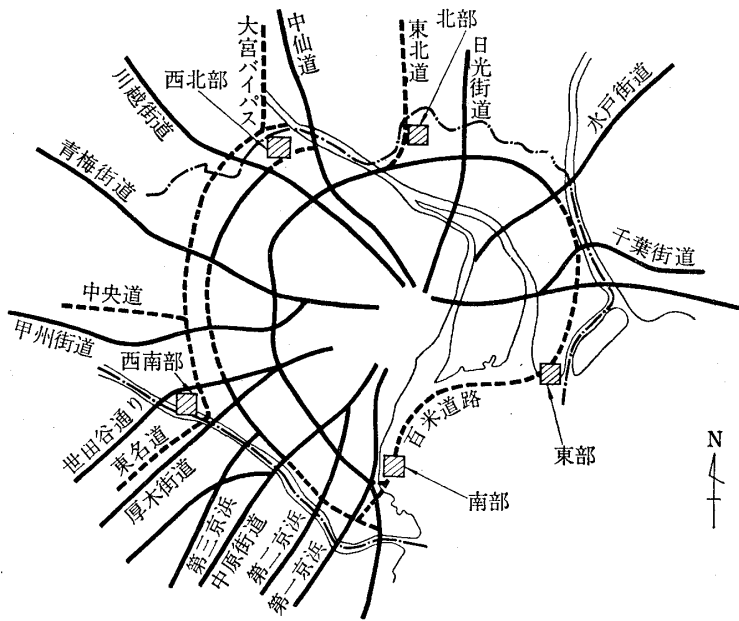 大宮バイパス
中仙道
東北道
北部
日光街道
水戸街道
西北部
川越街道
青梅街道
千葉街道
中央道
甲州街道
西南部
世田谷通り
東名道
厚木街道
百米道路
東部
南部
第三京浜
中原街道
第二京浜
第一京浜
N